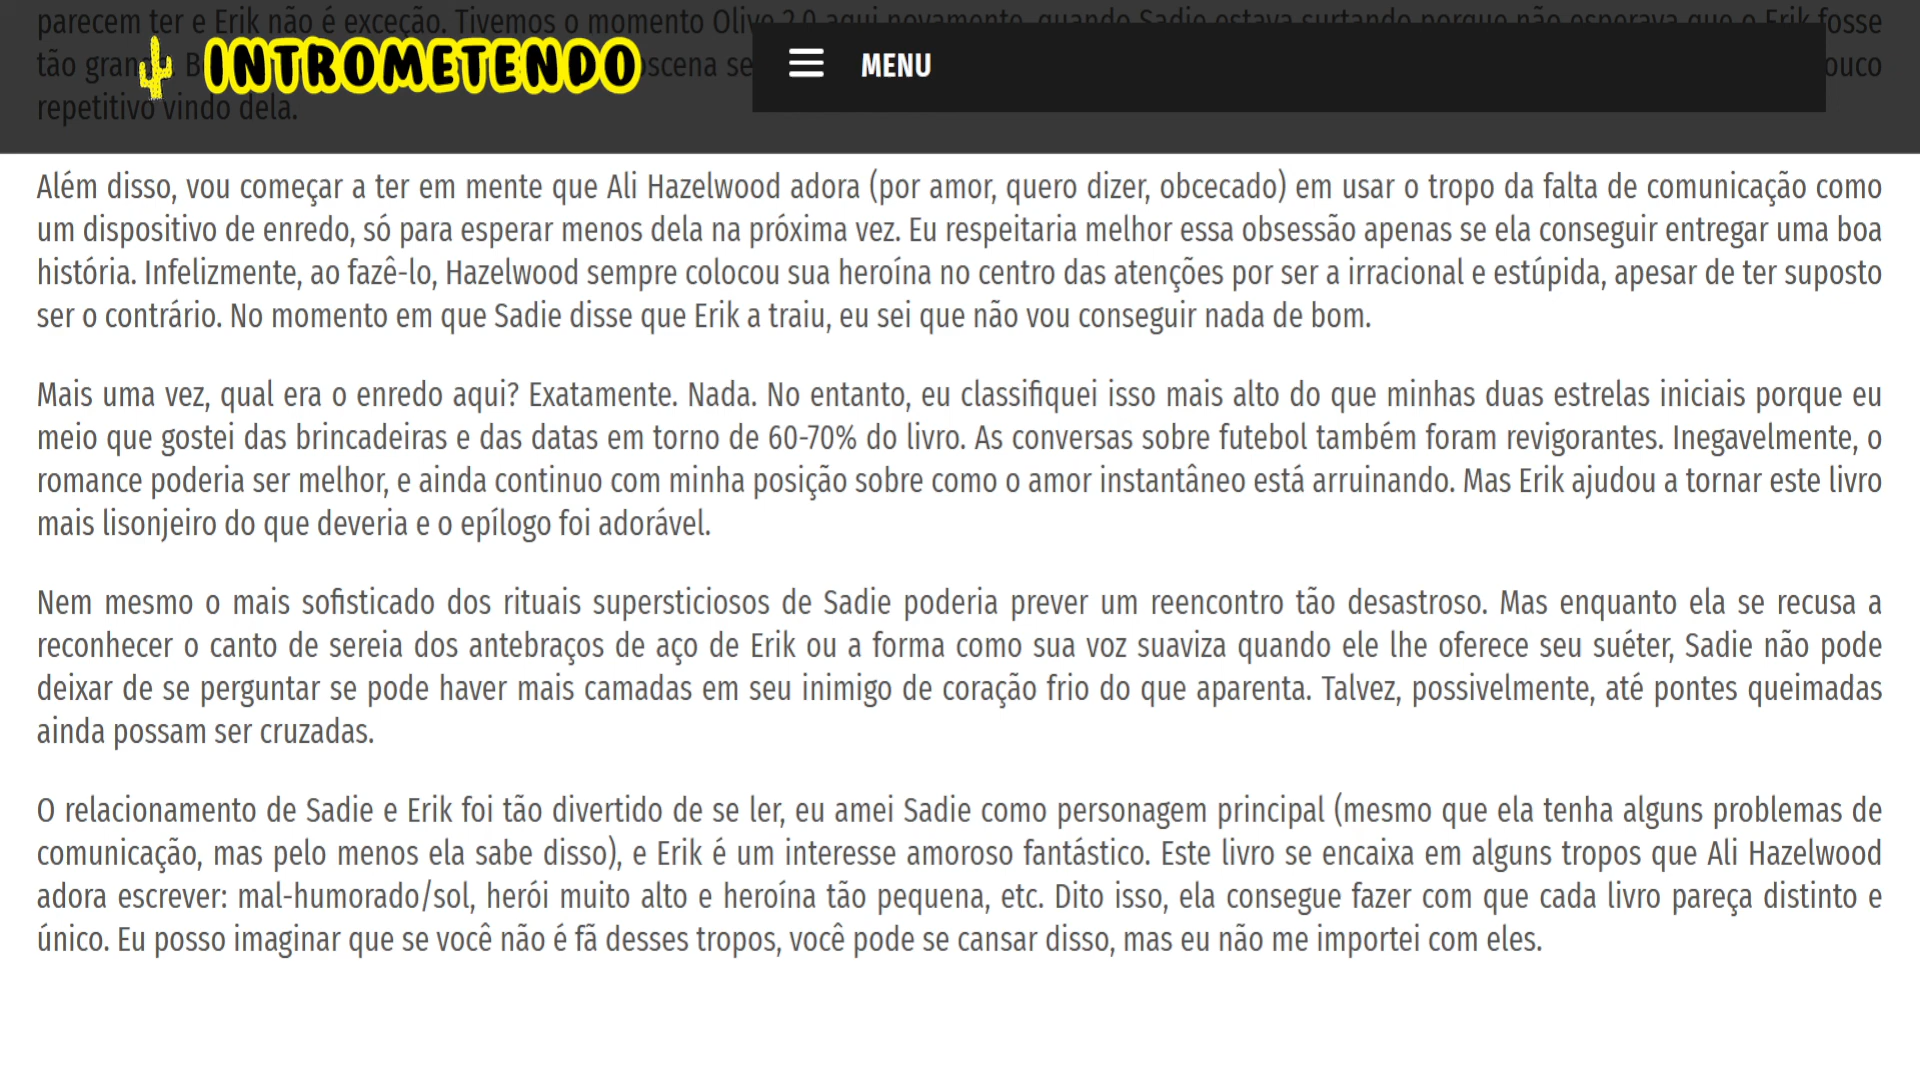 parecem ter e Erik não é exceção. Tivemos o momento Olive 2.0 aqui novamente, quando Sadie estava surtando porque não esperava que o Erik fosse
tão grande. scena se ouco
repetitivo vindo dela.
INTROMETENDO
MENU
Além disso, vou começar a ter em mente que Ali Hazelwood adora (por amor, quero dizer, obcecado) em usar o tropo da falta de comunicação como
um dispositivo de enredo, só para esperar menos dela na próxima vez. Eu respeitaria melhor essa obsessão apenas se ela conseguir entregar uma boa
história. Infelizmente, ao fazê-lo, Hazelwood sempre colocou sua heroína no centro das atenções por ser a irracional e estúpida, apesar de ter suposto
ser o contrário. No momento em que Sadie disse que Erik a traiu, eu sei que não vou conseguir nada de bom.
Mais uma vez, qual era o enredo aqui? Exatamente. Nada. No entanto, eu classifiquei isso mais alto do que minhas duas estrelas iniciais porque eu
meio que gostei das brincadeiras e das datas em torno de 60-70% do livro. As conversas sobre futebol também foram revigorantes. Inegavelmente, o
romance poderia ser melhor, e ainda continuo com minha posição sobre como o amor instantâneo está arruinando. Mas Erik ajudou a tornar este livro
mais lisonjeiro do que deveria e o epílogo foi adorável.
Nem mesmo o mais sofisticado dos rituais supersticiosos de Sadie poderia prever um reencontro tão desastroso. Mas enquanto ela se recusa a
reconhecer o canto de sereia dos antebraços de aço de Erik ou a forma como sua voz suaviza quando ele lhe oferece seu suéter, Sadie não pode
deixar de se perguntar se pode haver mais camadas em seu inimigo de coração frio do que aparenta. Talvez, possivelmente, até pontes queimadas
ainda possam ser cruzadas.
O relacionamento de Sadie e Erik foi tão divertido de se ler, eu amei Sadie como personagem principal (mesmo que ela tenha alguns problemas de
comunicação, mas pelo menos ela sabe disso), e Erik é um interesse amoroso fantástico. Este livro se encaixa em alguns tropos que Ali Hazelwood
adora escrever: mal-humorado/sol, herói muito alto e heroína tão pequena, etc. Dito isso, ela consegue fazer com que cada livro pareça distinto e
único. Eu posso imaginar que se você não é fã desses tropos, você pode se cansar disso, mas eu não me importei com eles.